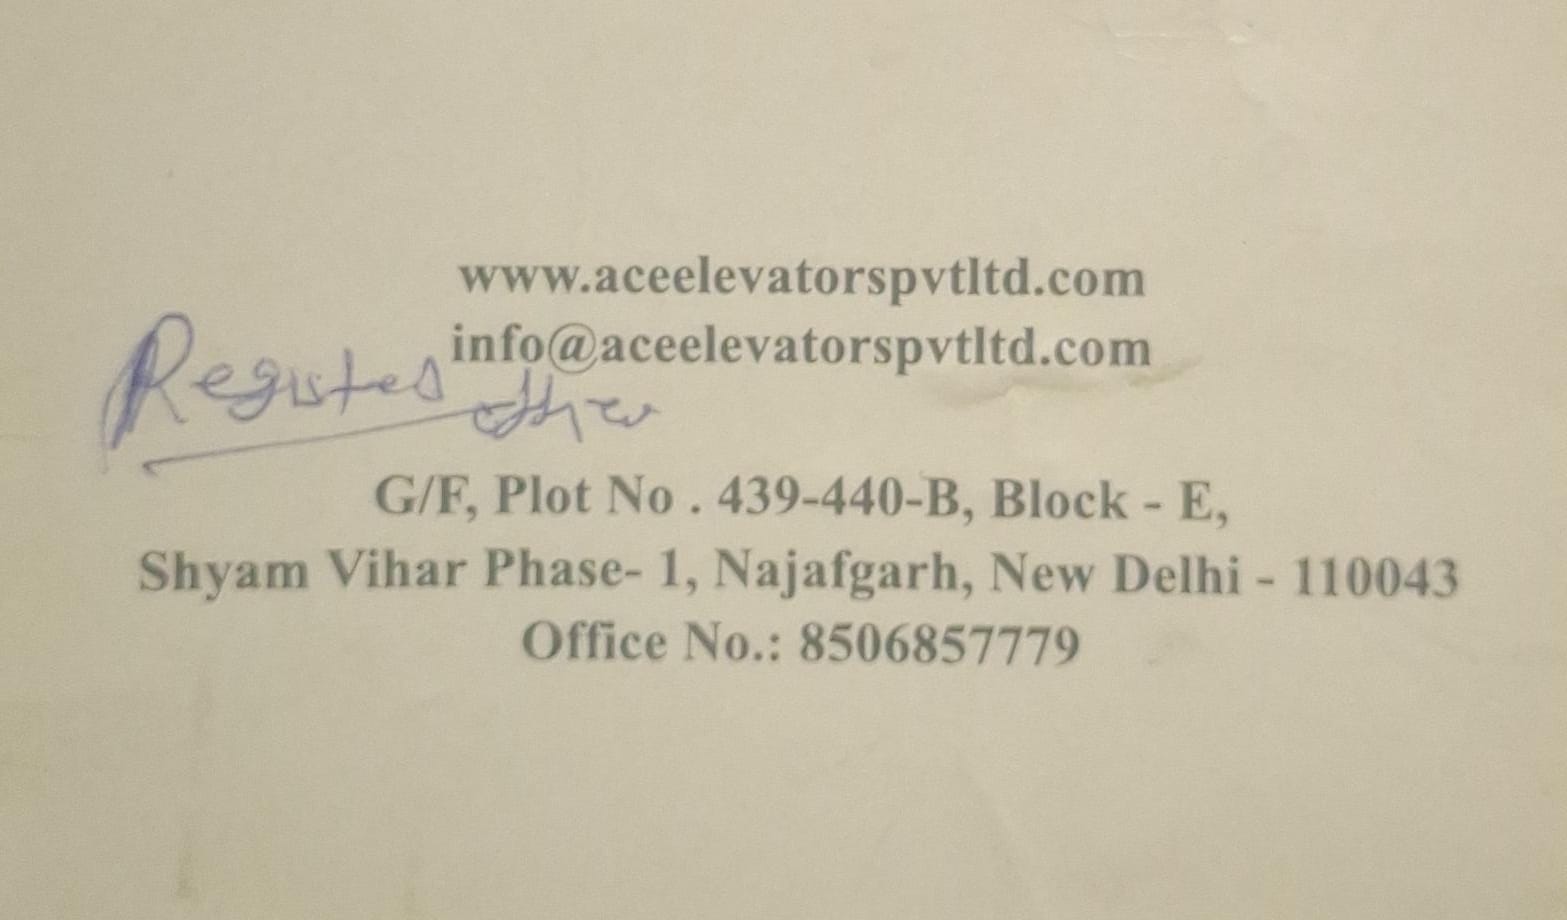 www.aceelevatorspvtltd.com
info@aceelevatorspvtltd.com
Registed office
G/F, Plot No . 439-440-B, Block - E,
Shyam Vihar Phase- 1, Najafgarh, New Delhi - 110043
Office No.: 8506857779